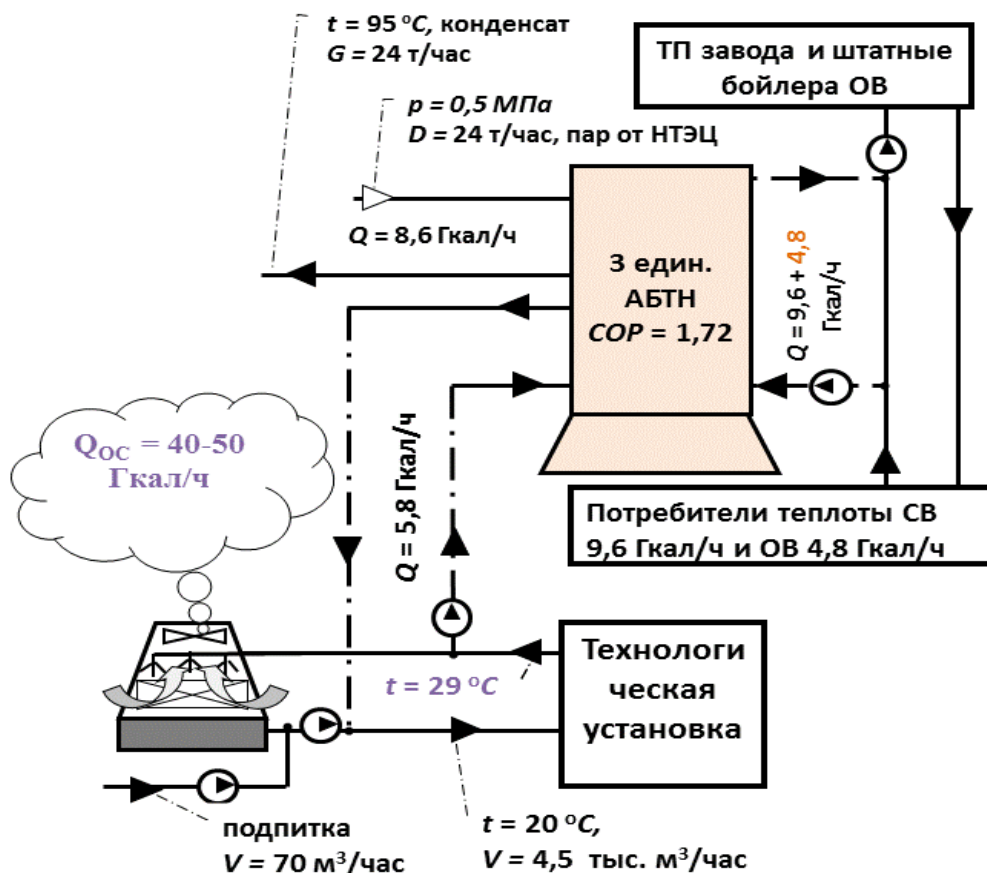 t = 95 °C, конденсат
G = 24 т/час
ТП завода и штатные
бойлера ОВ
p = 0,5 МПа
D = 24 т/час, пар от НТЭЦ
Q = 8,6 Гкал/ч
3 един.
АБТН
COP = 1,72
Q = 9,6 + 4,8
Гкал/ч
Q_ОС = 40-50
Гкал/ч
Q = 5,8 Гкал/ч
Потребители теплоты СВ
9,6 Гкал/ч и ОВ 4,8 Гкал/ч
t = 29 °C
Технологи
ческая
установка
подпитка
V = 70 м³/час
t = 20 °C,
V = 4,5 тыс. м³/час